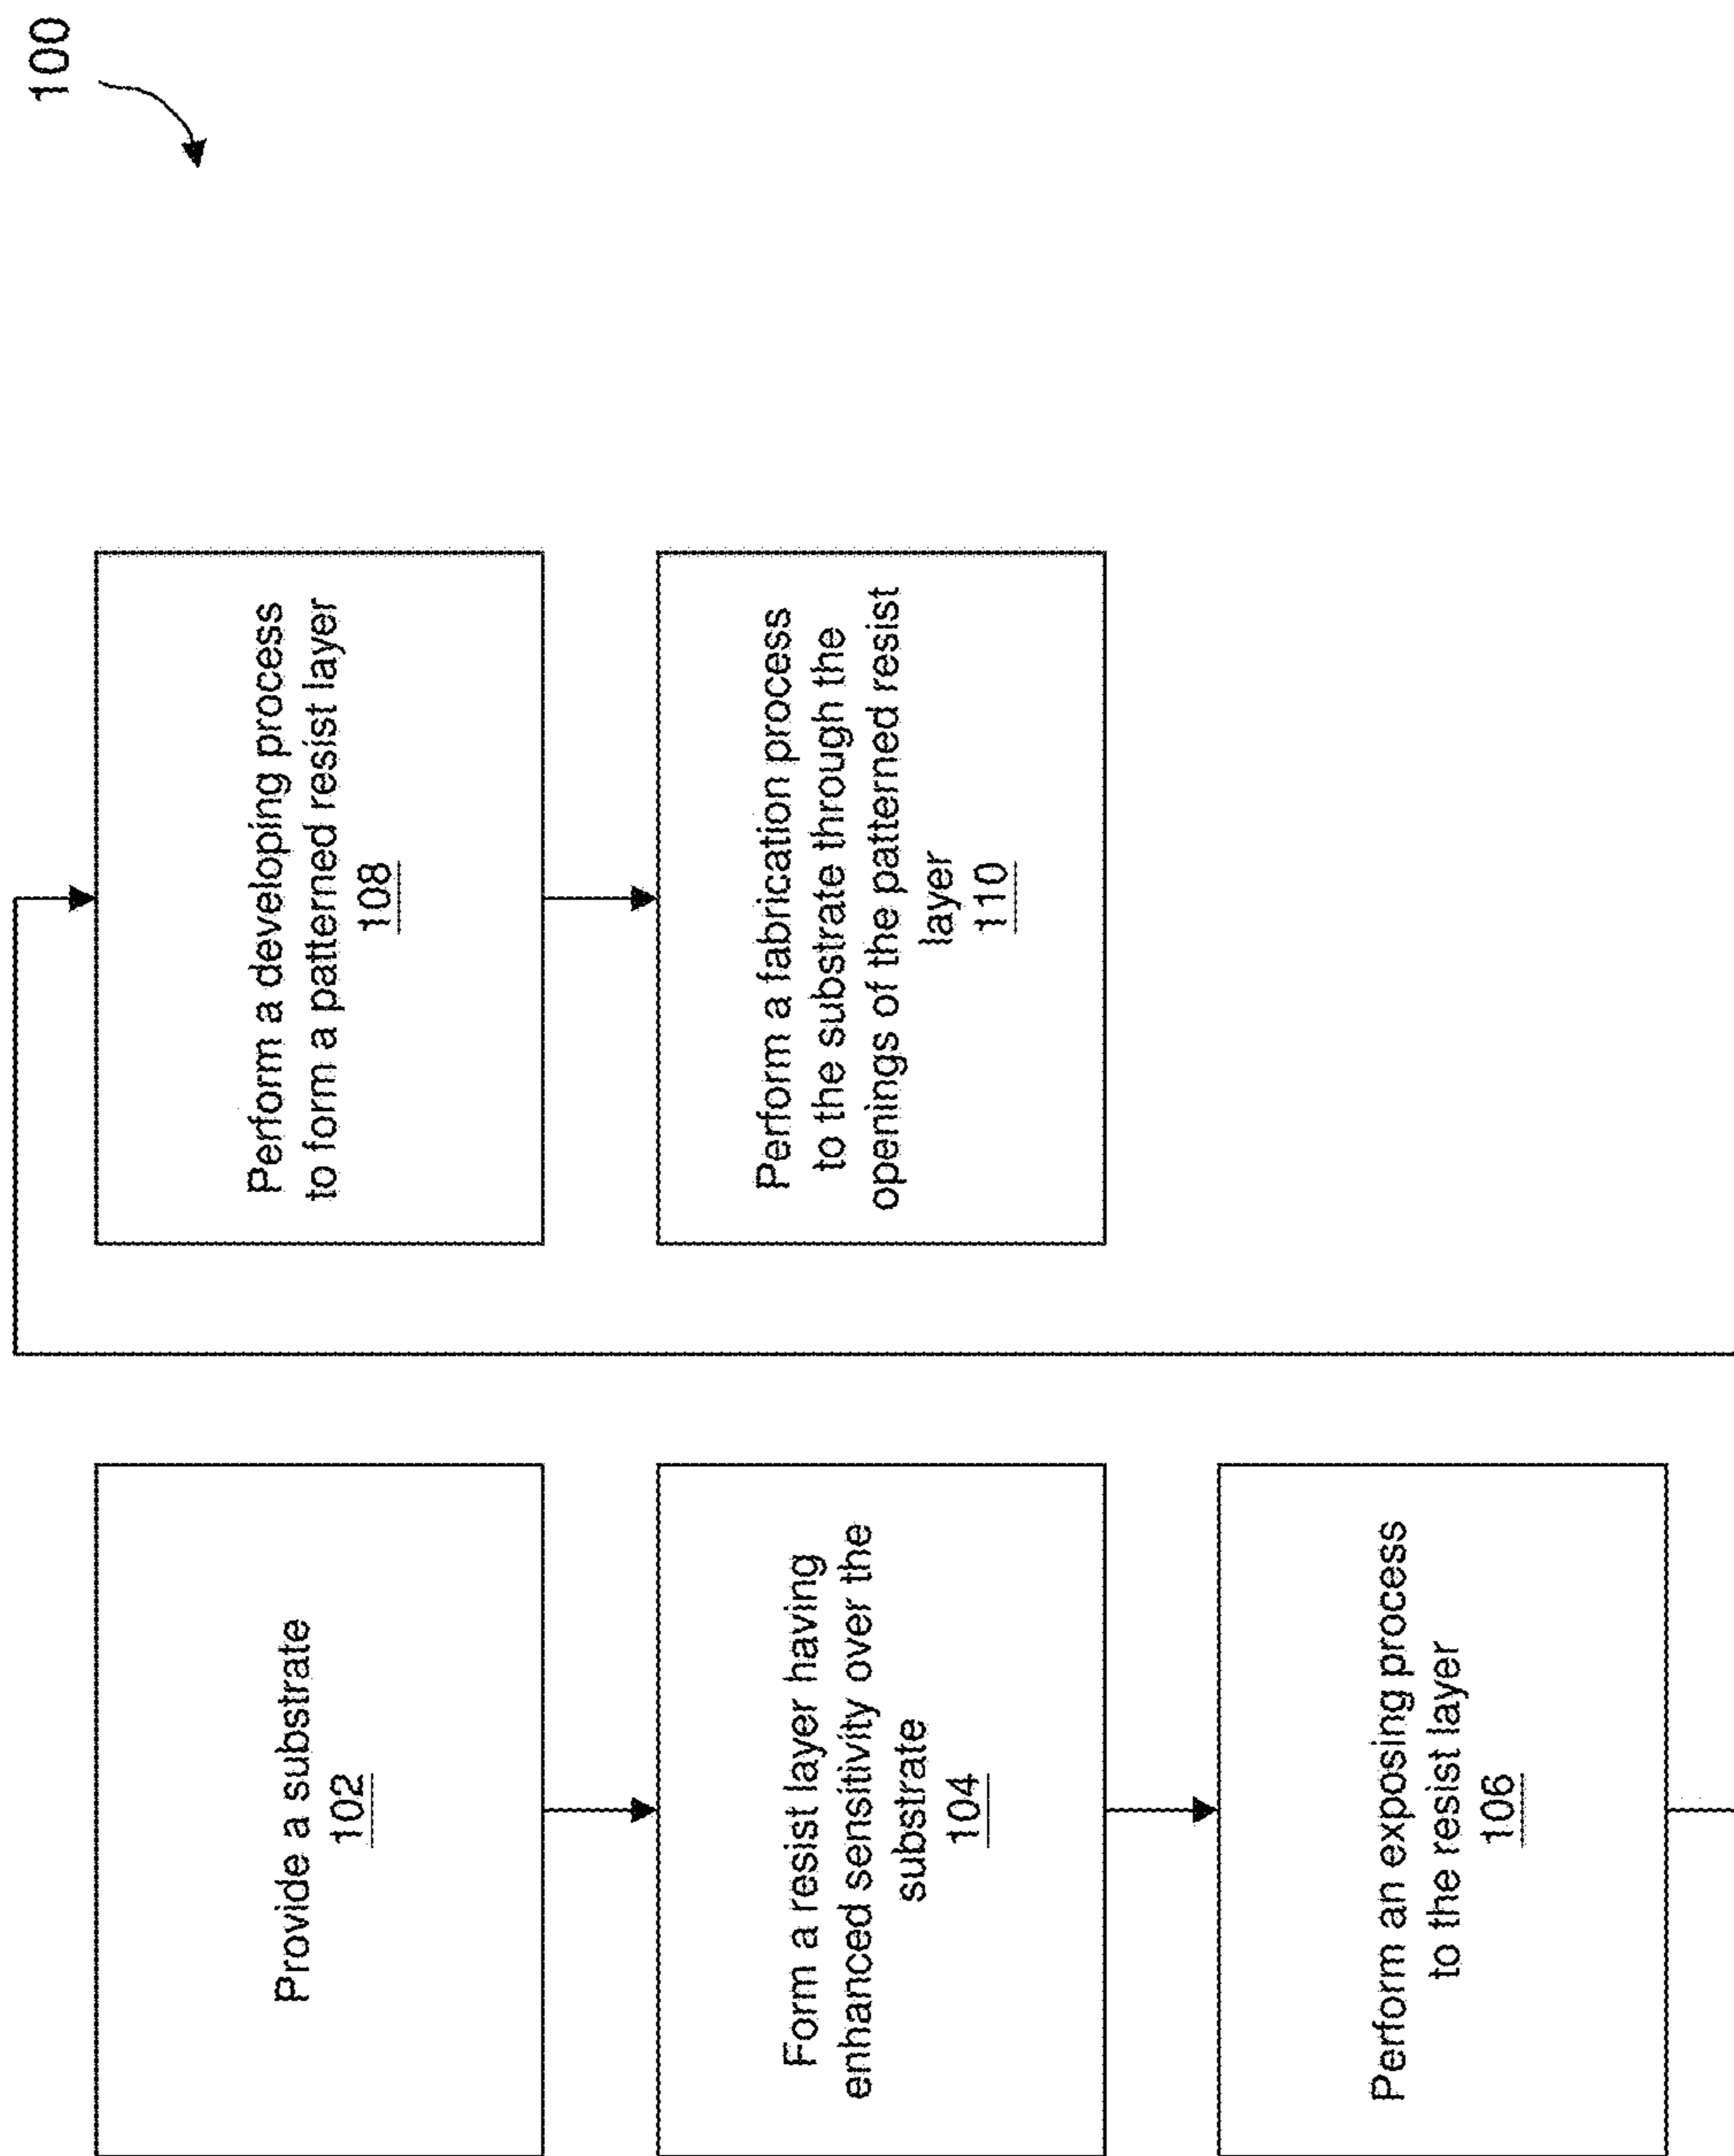 100
Provide a substrate
102
Form a resist layer having
enhanced sensitivity over the
substrate
104
Perform an exposing process
to the resist layer
106
Perform a developing process
to form a patterned resist layer
108
Perform a fabrication process
to the substrate through the
openings of the patterned resist
layer
110